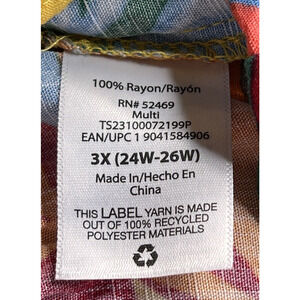 100% Rayon/Rayón
RN# 52469
Multi
TS23100072199P
EAN/UPC 1 9041584906
3X (24W-26W)
Made In/Hecho En
China
THIS LABEL YARN IS MADE
OUT OF 100% RECYCLED
POLYESTER MATERIALS